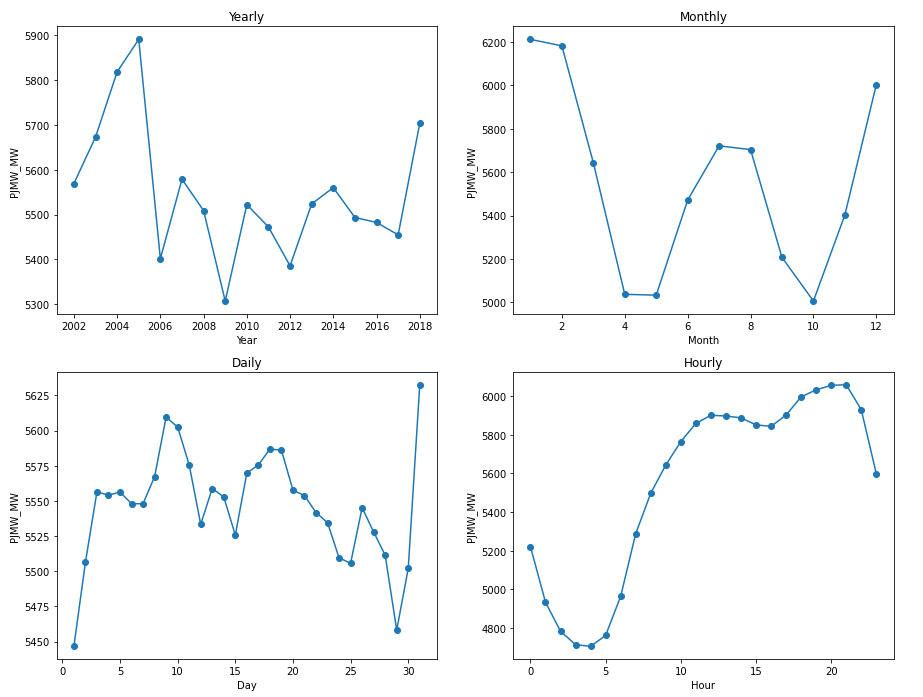 Yearly
5900
5800
5700
5600
5500
5400
5300
PJMW_MW
2002 2004 2006 2008 2010 2012 2014 2016 2018
Year
Monthly
6200
6000
5800
5600
5400
5200
5000
PJMW_MW
2 4 6 8 10 12
Month
Daily
5625
5600
5575
5550
5525
5500
5475
5450
PJMW_MW
0 5 10 15 20 25 30
Day
Hourly
6000
5800
5600
5400
5200
5000
4800
PJMW_MW
0 5 10 15 20
Hour